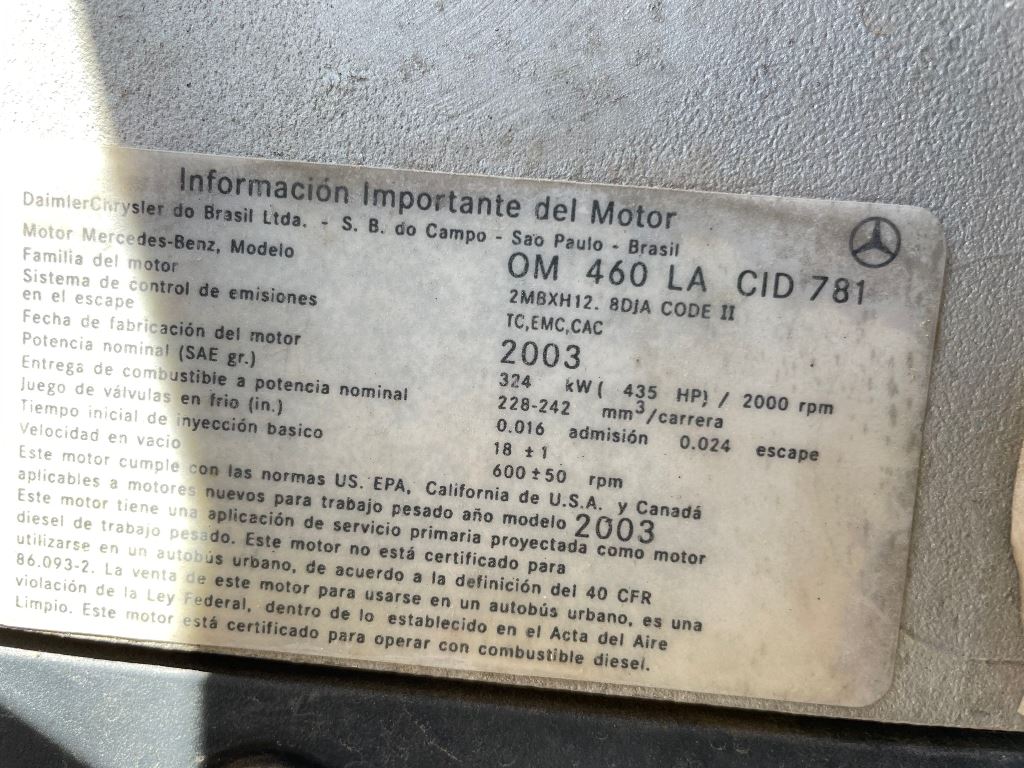 Información Importante del Motor
DaimlerChrysler do Brasil Ltda. - S. B. do Campo - Sao Paulo - Brasil
Motor Mercedes-Benz, Modelo OM 460 LA CID 781
Familia del motor 2MBXH12. 8DJA CODE II
Sistema de control de emisiones
en el escape TC,EMC,CAC
Fecha de fabricación del motor 2003
Potencia nominal (SAE gr.) 324 kW( 435 HP) / 2000 rpm
Entrega de combustible a potencia nominal 228-242 mm³/carrera
Juego de válvulas en frio (in.) 0.016 admisión 0.024 escape
Tiempo inicial de inyección basico 18 ±1
Velocidad en vacio 600±50 rpm
Este motor cumple con las normas US. EPA, California de U.S.A. y Canadá
aplicables a motores nuevos para trabajo pesado año modelo 2003
Este motor tiene una aplicación de servicio primaria proyectada como motor
diesel de trabajo pesado. Este motor no está certificado para
utilizarse en un autobús urbano, de acuerdo a la definición del 40 CFR
86.093-2. La venta de este motor para usarse en un autobús urbano, es una
violación de la Ley Federal, dentro de lo establecido en el Acta del Aire
Limpio. Este motor está certificado para operar con combustible diesel.